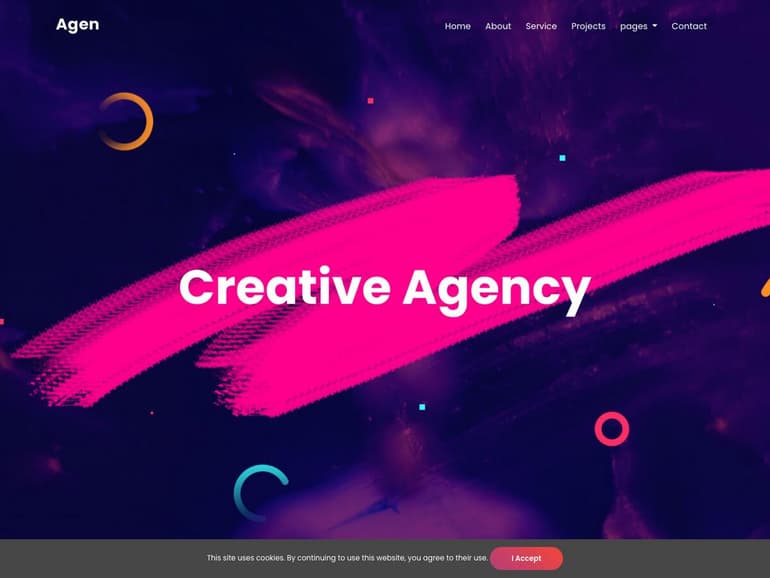 Agen
Home About Service Projects pages Contact
Creative Agency
This site uses cookies. By continuing to use this website, you agree to their use. I Accept